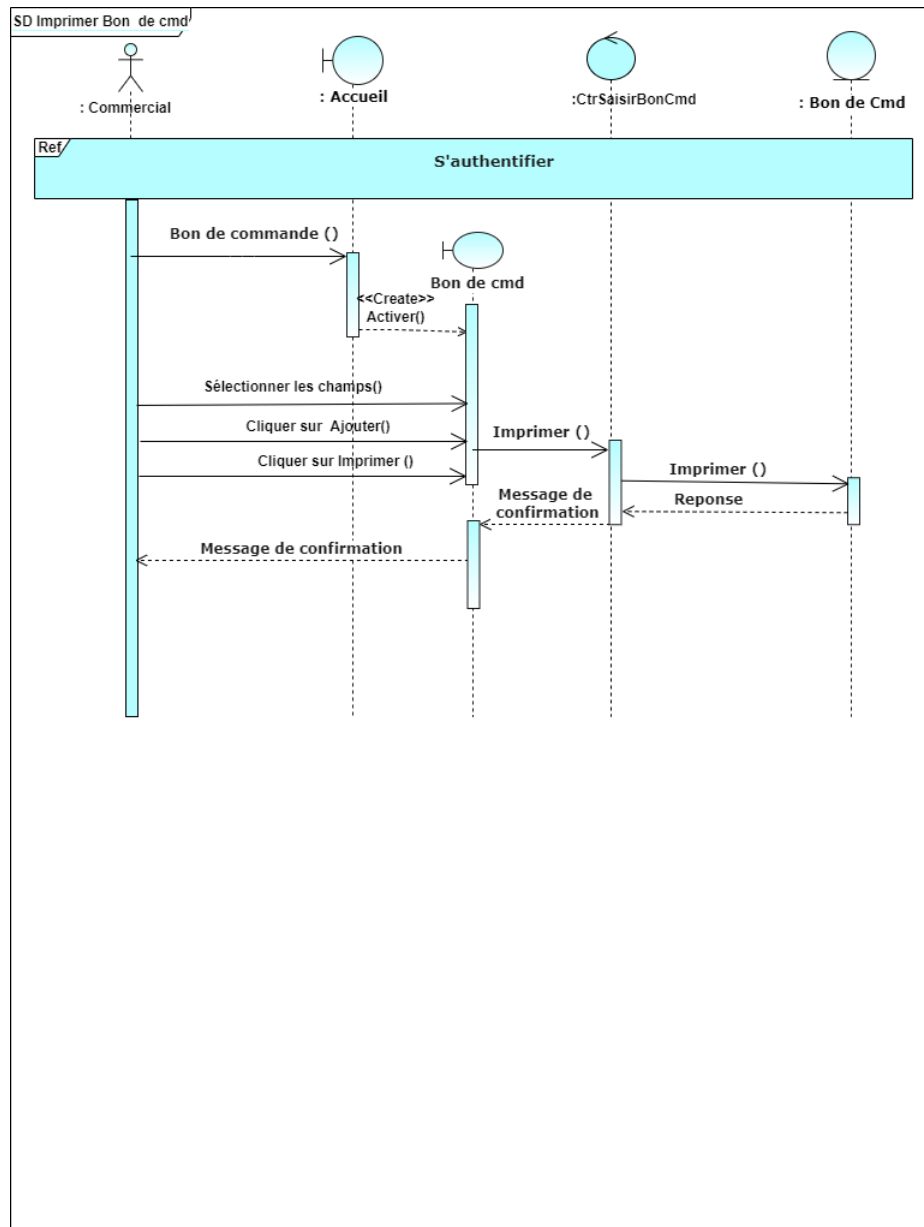 SD Imprimer Bon de cmd
: Commercial
: Accueil
:CtrSaisirBonCmd
: Bon de Cmd
Ref
S'authentifier
Bon de commande ()
Bon de cmd
<<Create>>
Activer()
Sélectionner les champs()
Cliquer sur Ajouter()
Imprimer ()
Cliquer sur Imprimer ()
Imprimer ()
Message de
confirmation
Reponse
Message de confirmation